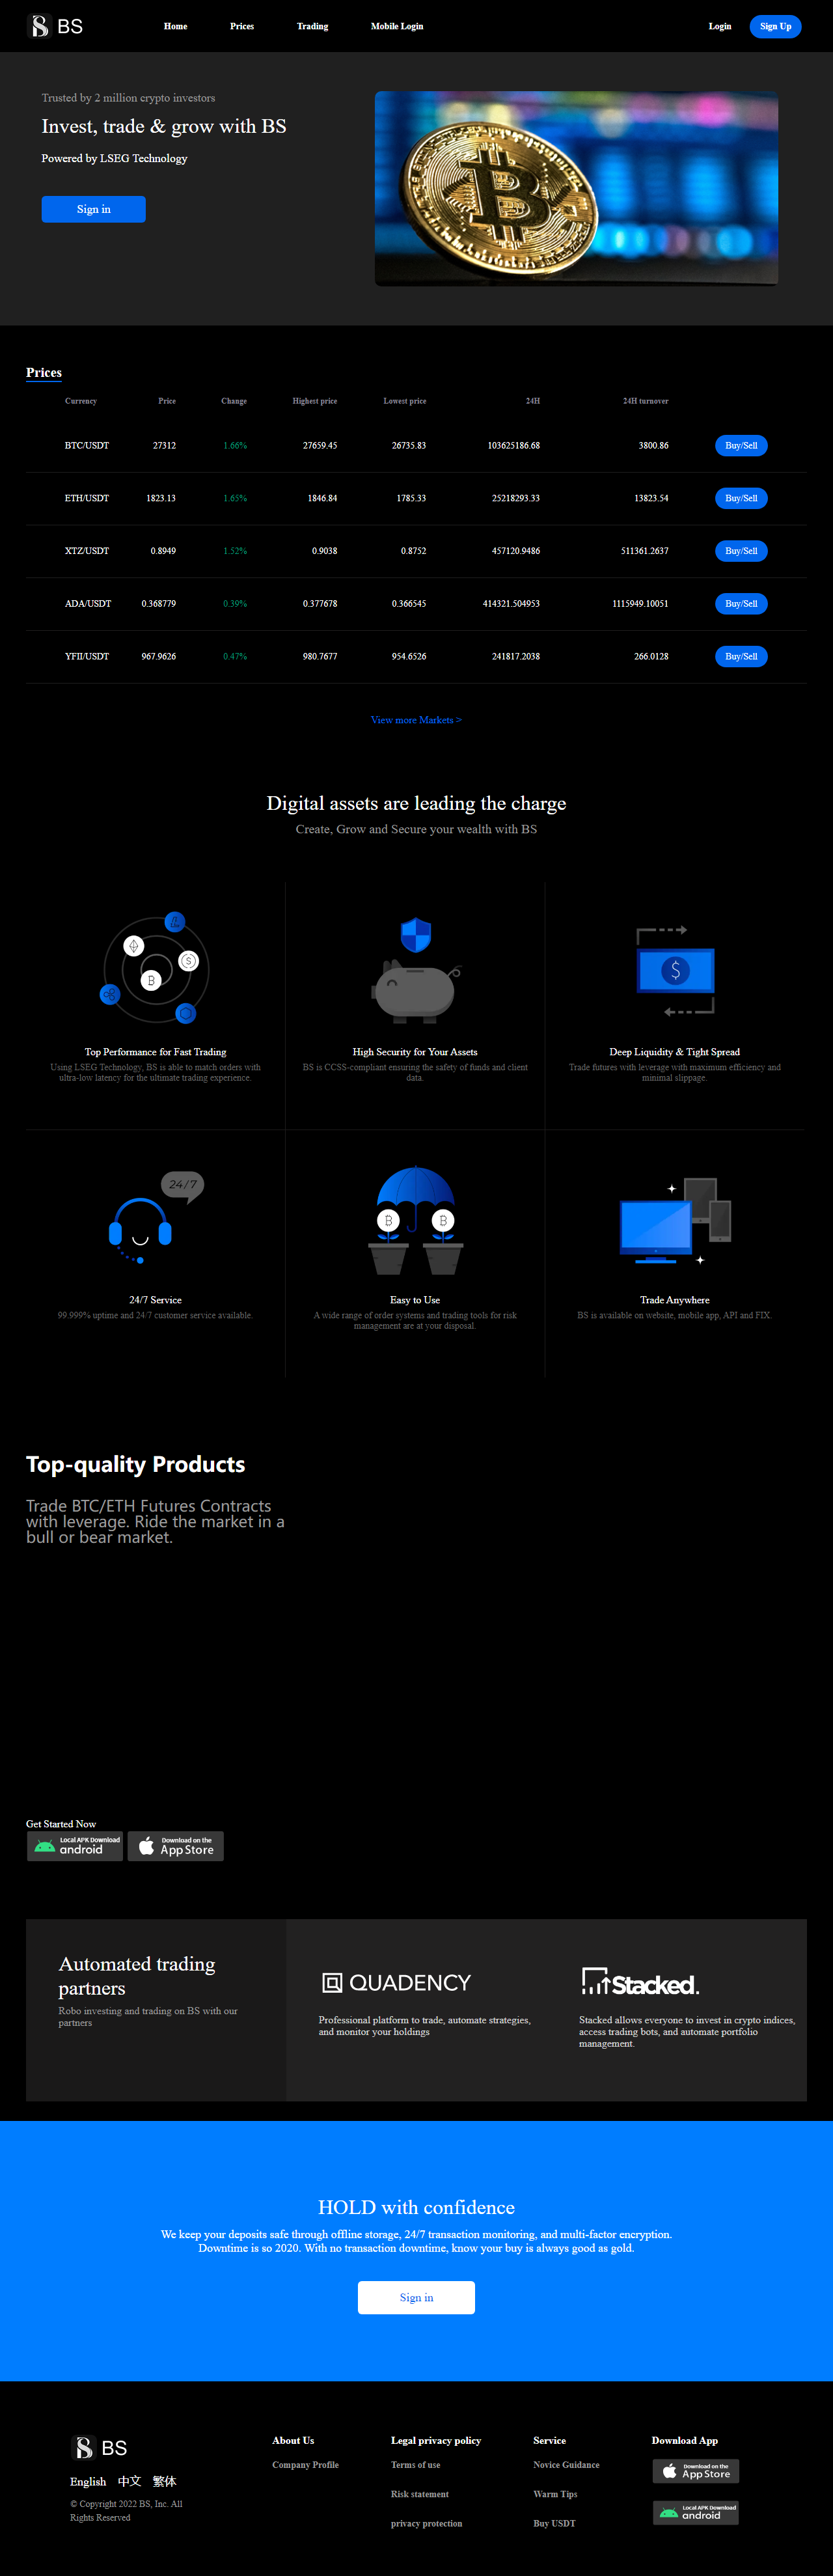 BS
Home Prices Trading Mobile Login Login Sign Up
Trusted by 2 million crypto investors
Invest, trade & grow with BS
Powered by LSEG Technology
Sign in
Prices
Currency Price Change Highest price Lowest price 24H 24H turnover
BTC/USDT 27312 1.66% 27659.45 26735.83 103625186.68 3800.86 Buy/Sell
ETH/USDT 1823.13 1.65% 1846.84 1785.33 25218293.33 13823.54 Buy/Sell
XTZ/USDT 0.8949 1.52% 0.9038 0.8752 457120.9486 511361.2637 Buy/Sell
ADA/USDT 0.368779 0.39% 0.377678 0.366545 414321.504953 1115949.10051 Buy/Sell
YFII/USDT 967.9626 0.47% 980.7677 954.6526 241817.2038 266.0128 Buy/Sell
View more Markets >
Digital assets are leading the charge
Create, Grow and Secure your wealth with BS
Top Performance for Fast Trading
Using LSEG Technology, BS is able to match orders with
ultra-low latency for the ultimate trading experience.
High Security for Your Assets
BS is CCSS-compliant ensuring the safety of funds and client
data.
Deep Liquidity & Tight Spread
Trade futures with leverage with maximum efficiency and
minimal slippage.
24/7
24/7 Service
99.999% uptime and 24/7 customer service available.
Easy to Use
A wide range of order systems and trading tools for risk
management are at your disposal.
Trade Anywhere
BS is available on website, mobile app, API and FIX.
Top-quality Products
Trade BTC/ETH Futures Contracts
with leverage. Ride the market in a
bull or bear market.
Get Started Now
Local APK Download
android
Download on the
App Store
Automated trading
partners
Robo investing and trading on BS with our
partners
QUADENCY
Professional platform to trade, automate strategies,
and monitor your holdings
Stacked.
Stacked allows everyone to invest in crypto indices,
access trading bots, and automate portfolio
management.
HOLD with confidence
We keep your deposits safe through offline storage, 24/7 transaction monitoring, and multi-factor encryption.
Downtime is so 2020. With no transaction downtime, know your buy is always good as gold.
Sign in
BS
English 中文 繁体
© Copyright 2022 BS, Inc. All
Rights Reserved
About Us
Company Profile
Legal privacy policy
Terms of use
Risk statement
privacy protection
Service
Novice Guidance
Warm Tips
Buy USDT
Download App
Download on the
App Store
Local APK Download
android